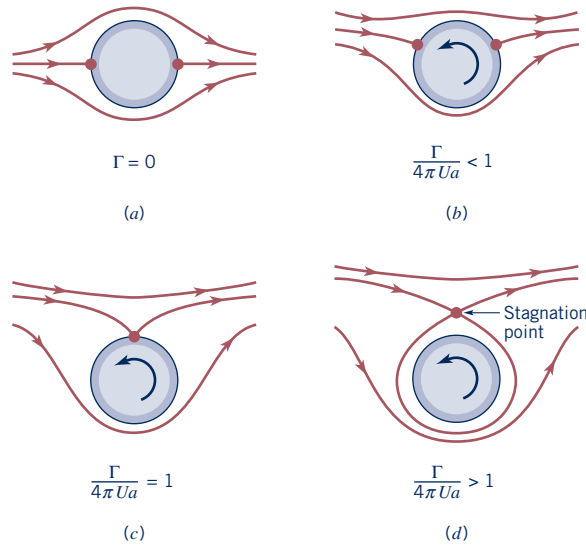 Γ = 0
(a)
Γ
4πUa < 1
(b)
Stagnation
point
Γ
4πUa = 1
(c)
Γ
4πUa > 1
(d)